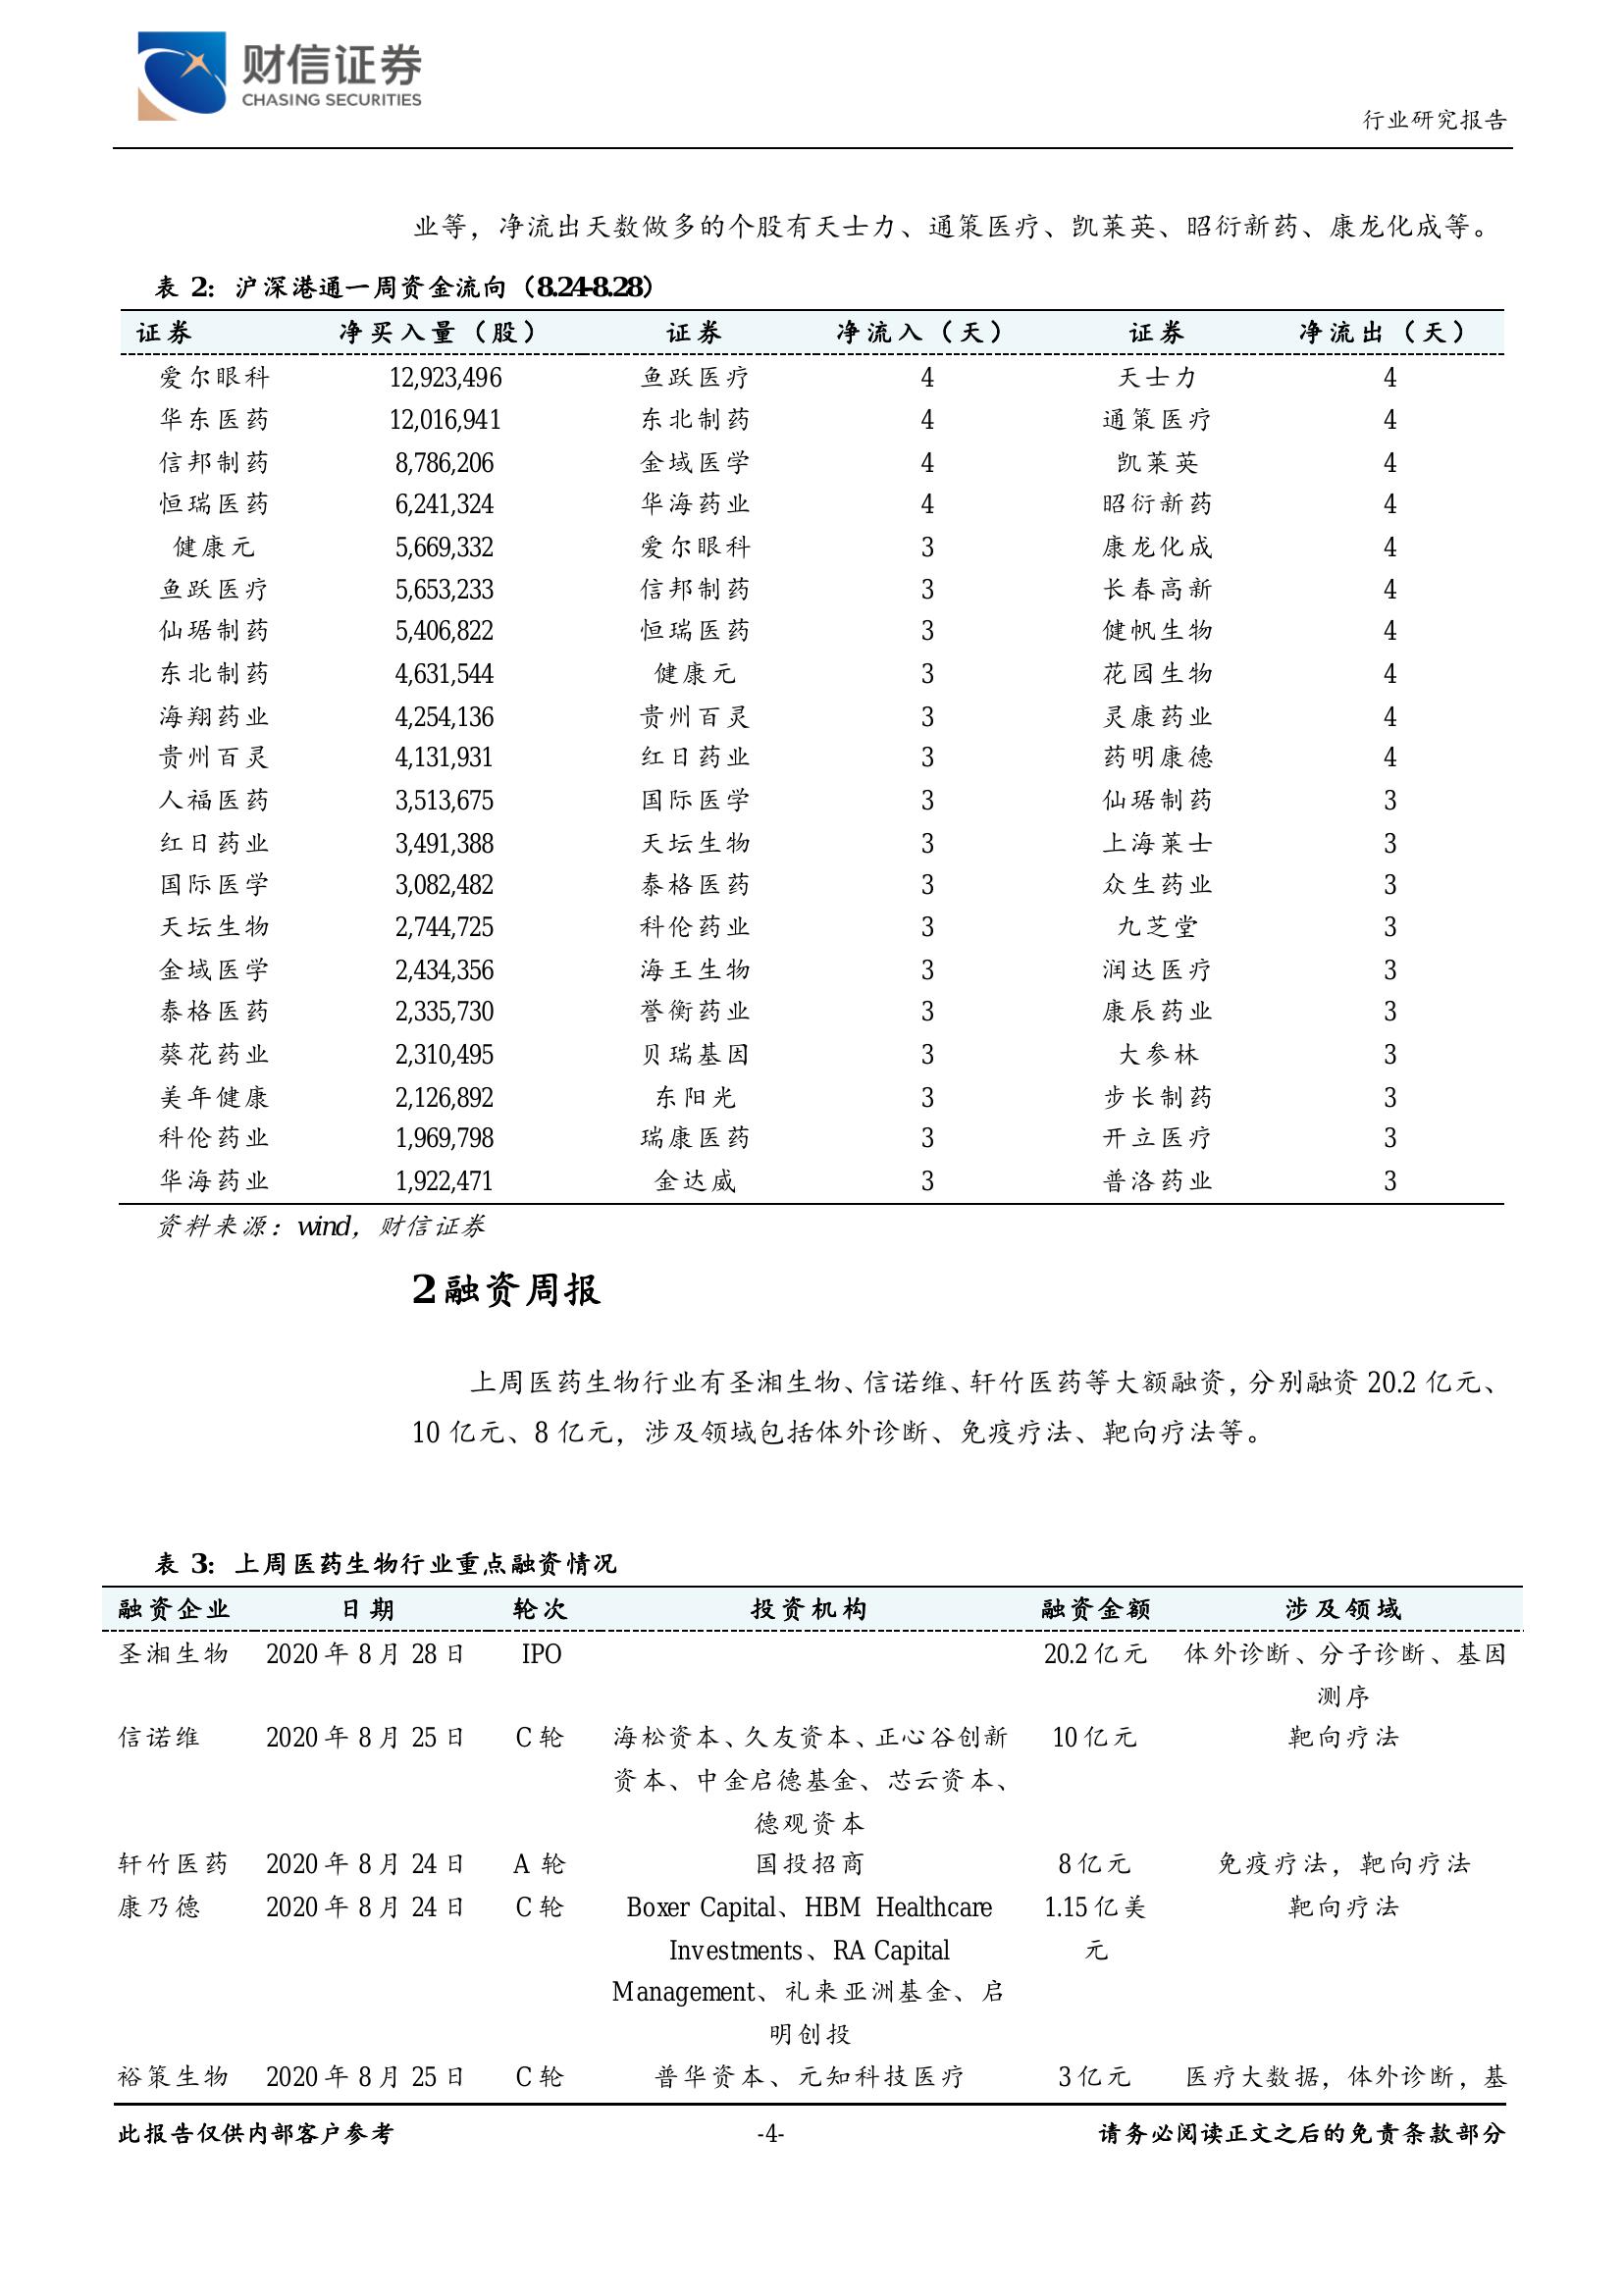 财信证券
CHASING SECURITIES
行业研究报告
业等，净流出天数做多的个股有天士力、通策医疗、凯莱英、昭衍新药、康龙化成等。
表 2：沪深港通一周资金流向（8.24-8.28）
证券 净买入量（股） 证券 净流入（天） 证券 净流出（天）
爱尔眼科 12,923,496 鱼跃医疗 4 天士力 4
华东医药 12,016,941 东北制药 4 通策医疗 4
信邦制药 8,786,206 金域医学 4 凯莱英 4
恒瑞医药 6,241,324 华海药业 4 昭衍新药 4
健康元 5,669,332 爱尔眼科 3 康龙化成 4
鱼跃医疗 5,653,233 信邦制药 3 长春高新 4
仙琚制药 5,406,822 恒瑞医药 3 健帆生物 4
东北制药 4,631,544 健康元 3 花园生物 4
海翔药业 4,254,136 贵州百灵 3 灵康药业 4
贵州百灵 4,131,931 红日药业 3 药明康德 4
人福医药 3,513,675 国际医学 3 仙琚制药 3
红日药业 3,491,388 天坛生物 3 上海莱士 3
国际医学 3,082,482 泰格医药 3 众生药业 3
天坛生物 2,744,725 科伦药业 3 九芝堂 3
金域医学 2,434,356 海王生物 3 润达医疗 3
泰格医药 2,335,730 誉衡药业 3 康辰药业 3
葵花药业 2,310,495 贝瑞基因 3 大参林 3
美年健康 2,126,892 东阳光 3 步长制药 3
科伦药业 1,969,798 瑞康医药 3 开立医疗 3
华海药业 1,922,471 金达威 3 普洛药业 3
资料来源：wind，财信证券
2 融资周报
上周医药生物行业有圣湘生物、信诺维、轩竹医药等大额融资，分别融资 20.2 亿元、
10 亿元、8 亿元，涉及领域包括体外诊断、免疫疗法、靶向疗法等。
表 3：上周医药生物行业重点融资情况
融资企业 日期 轮次 投资机构 融资金额 涉及领域
圣湘生物 2020 年 8 月 28 日 IPO 20.2 亿元 体外诊断、分子诊断、基因
测序
信诺维 2020 年 8 月 25 日 C 轮 海松资本、久友资本、正心谷创新 10 亿元 靶向疗法
资本、中金启德基金、芯云资本、
德观资本
轩竹医药 2020 年 8 月 24 日 A 轮 国投招商 8 亿元 免疫疗法，靶向疗法
康乃德 2020 年 8 月 24 日 C 轮 Boxer Capital、HBM Healthcare 1.15 亿美 靶向疗法
Investments、RA Capital 元
Management、礼来亚洲基金、启
明创投
裕策生物 2020 年 8 月 25 日 C 轮 普华资本、元知科技医疗 3 亿元 医疗大数据，体外诊断，基
此报告仅供内部客户参考 -4- 请务必阅读正文之后的免责条款部分